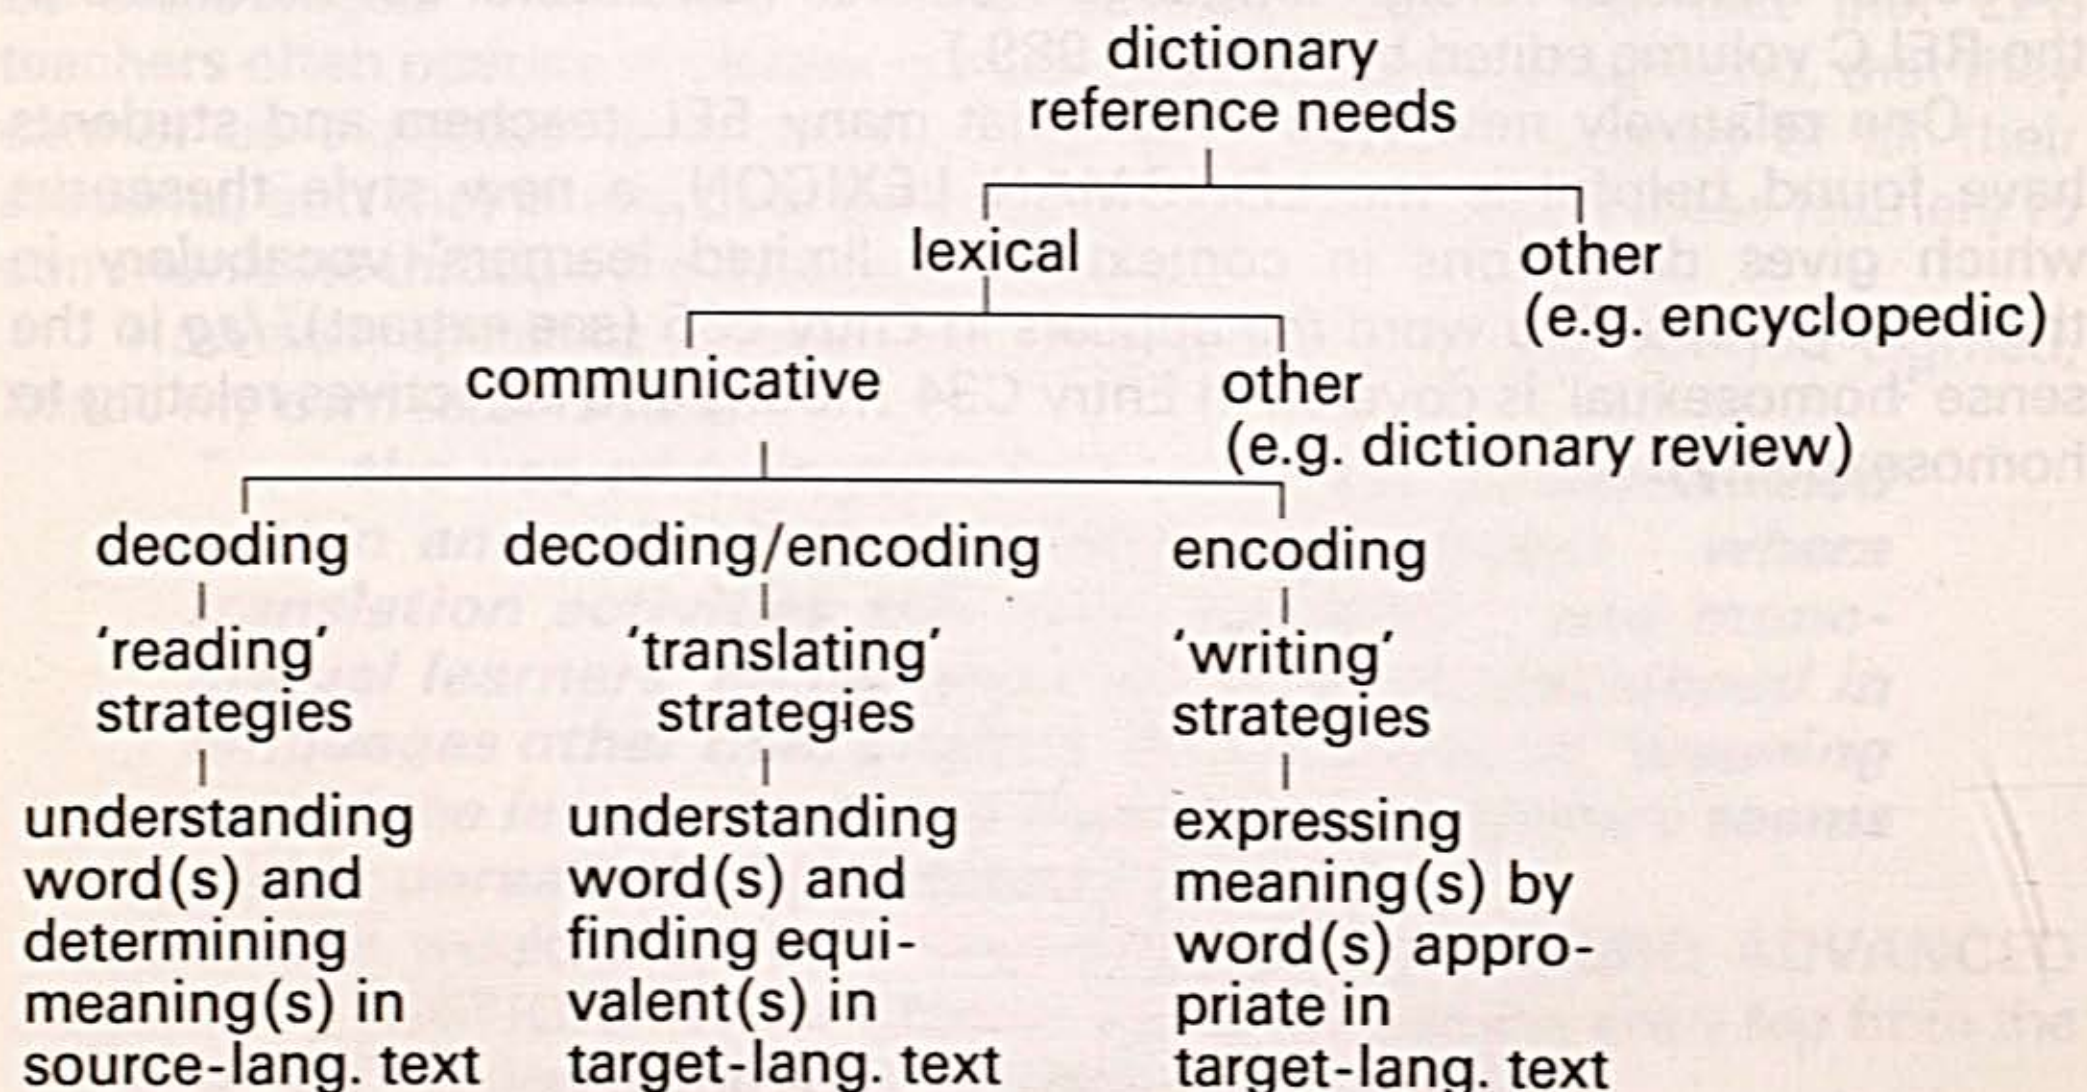 dictionary
reference needs
lexical
other
(e.g. encyclopedic)
communicative
other
(e.g. dictionary review)
decoding
decoding/encoding
encoding
‘reading’
strategies
‘translating’
strategies
‘writing’
strategies
understanding
word(s) and
determining
meaning(s) in
source-lang. text
understanding
word(s) and
finding equi-
valent(s) in
target-lang. text
expressing
meaning(s) by
word(s) appro-
priate in
target-lang. text